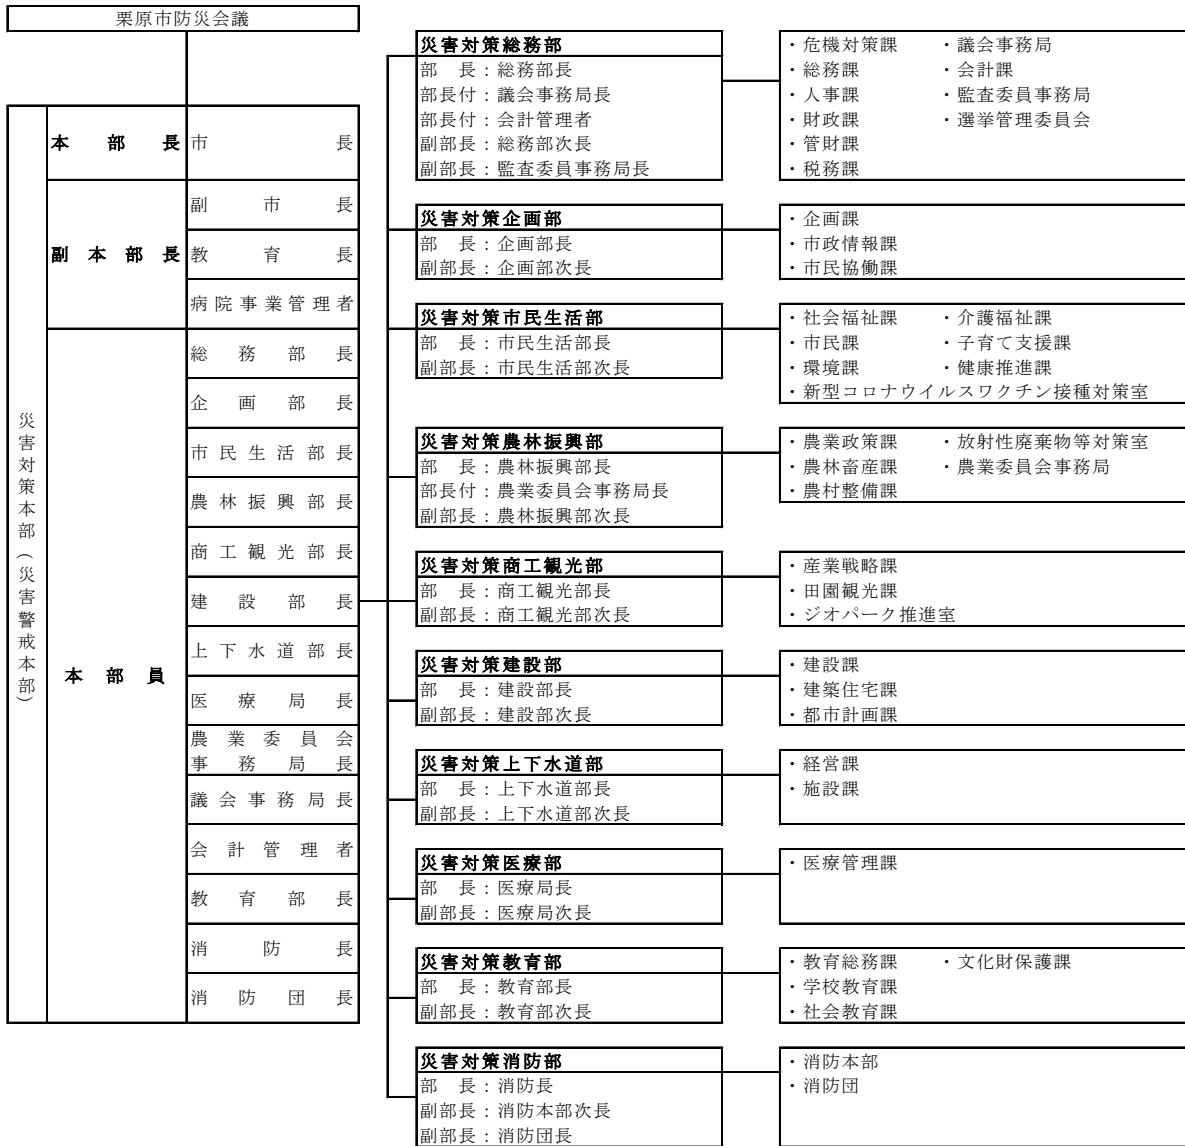 栗原市防災会議
災害対策本部（災害警戒本部）
本部長
市長
副本部長
副市長
教育長
病院事業管理者
本部員
総務部長
企画部長
市民生活部長
農林振興部長
商工観光部長
建設部長
上下水道部長
医療局長
農業委員会
事務局長
議会事務局長
会計管理者
教育部長
消防長
消防団長
災害対策総務部
部　長：総務部長
部長付：議会事務局長
部長付：会計管理者
副部長：総務部次長
副部長：監査委員事務局長
・危機対策課　・議会事務局
・総務課　・会計課
・人事課　・監査委員事務局
・財政課　・選挙管理委員会
・管財課
・税務課
災害対策企画部
部　長：企画部長
副部長：企画部次長
・企画課
・市政情報課
・市民協働課
災害対策市民生活部
部　長：市民生活部長
副部長：市民生活部次長
・社会福祉課　・介護福祉課
・市民課　・子育て支援課
・環境課　・健康推進課
・新型コロナウイルスワクチン接種対策室
災害対策農林振興部
部　長：農林振興部長
部長付：農業委員会事務局長
副部長：農林振興部次長
・農業政策課　・放射性廃棄物等対策室
・農林畜産課　・農業委員会事務局
・農村整備課
災害対策商工観光部
部　長：商工観光部長
副部長：商工観光部次長
・産業戦略課
・田園観光課
・ジオパーク推進室
災害対策建設部
部　長：建設部長
副部長：建設部次長
・建設課
・建築住宅課
・都市計画課
災害対策上下水道部
部　長：上下水道部長
副部長：上下水道部次長
・経営課
・施設課
災害対策医療部
部　長：医療局長
副部長：医療局次長
・医療管理課
災害対策教育部
部　長：教育部長
副部長：教育部次長
・教育総務課　・文化財保護課
・学校教育課
・社会教育課
災害対策消防部
部　長：消防長
副部長：消防本部次長
副部長：消防団長
・消防本部
・消防団